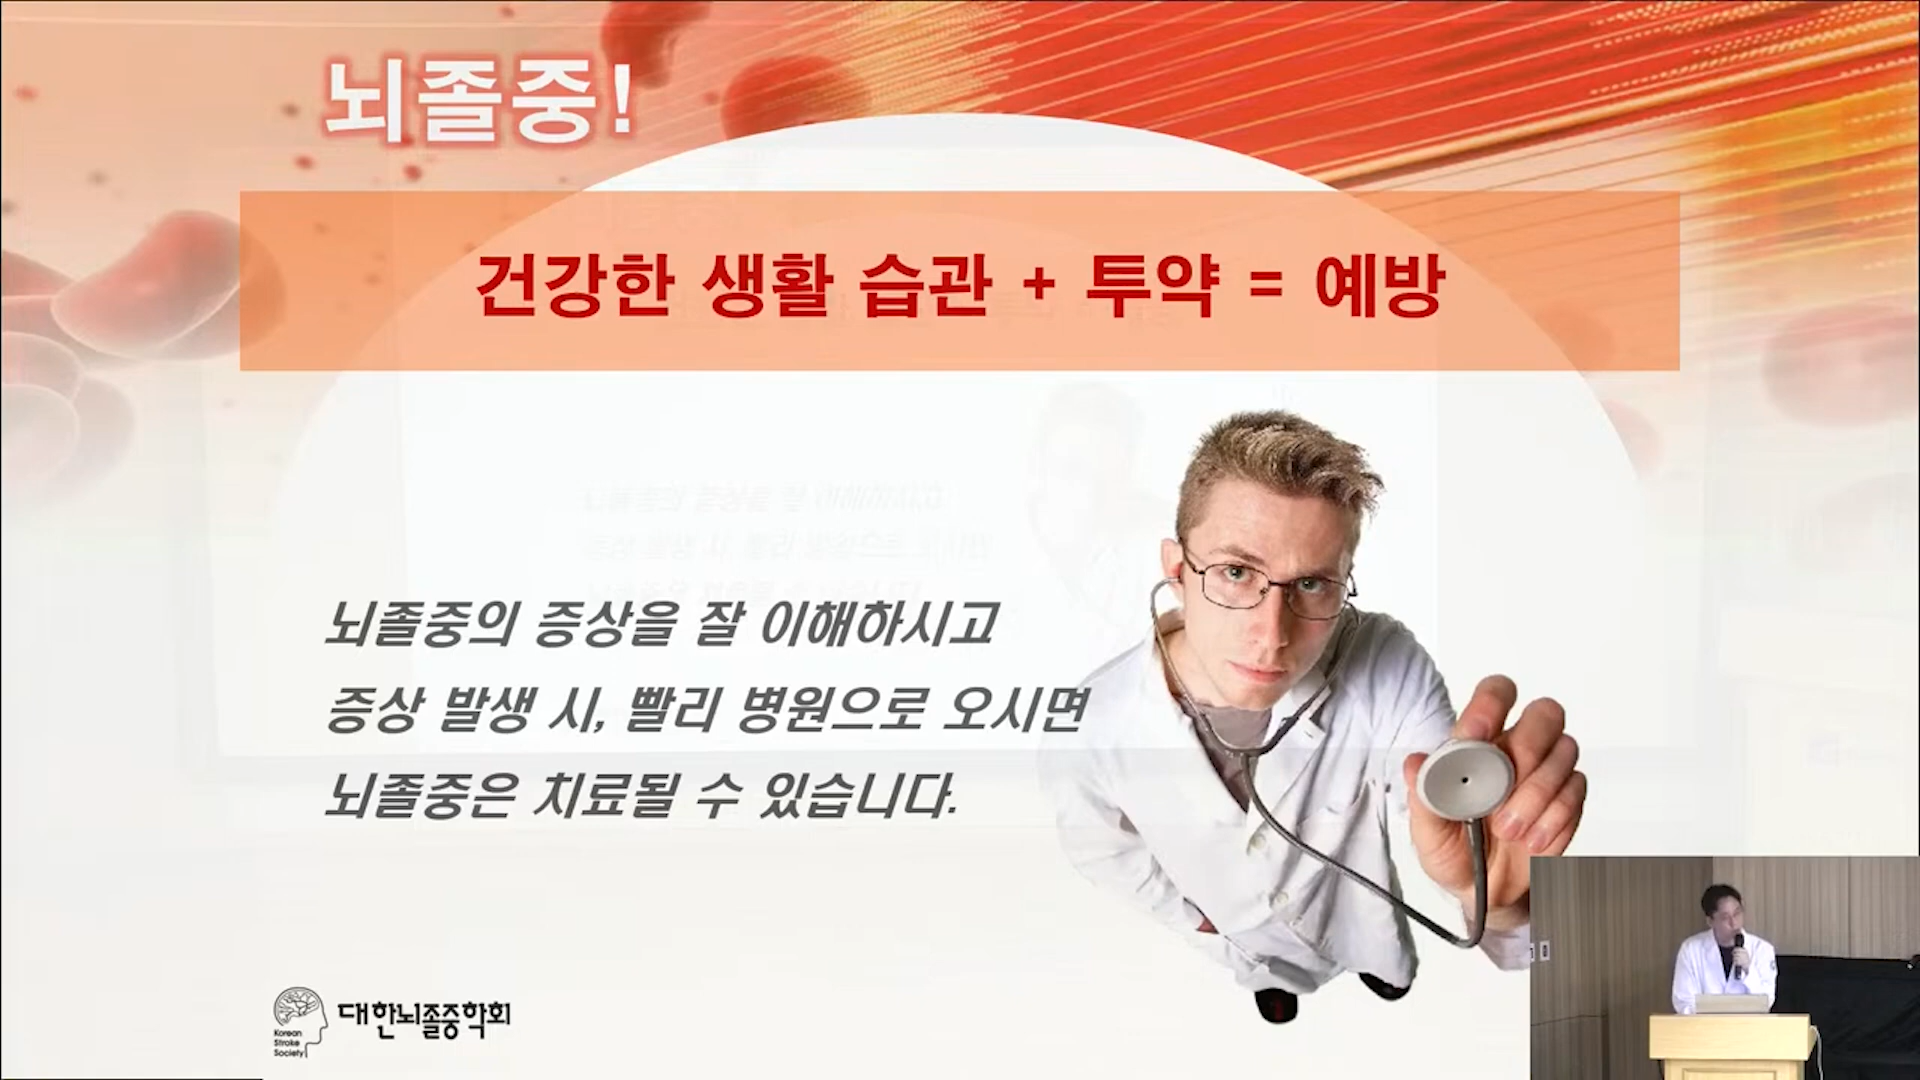 뇌졸중!
건강한 생활 습관 + 투약 = 예방
뇌졸중의 증상을 잘 이해하시고
증상 발생 시, 빨리 병원으로 오시면
뇌졸중은 치료될 수 있습니다.
Korean
Stroke
Society
대한뇌졸중학회